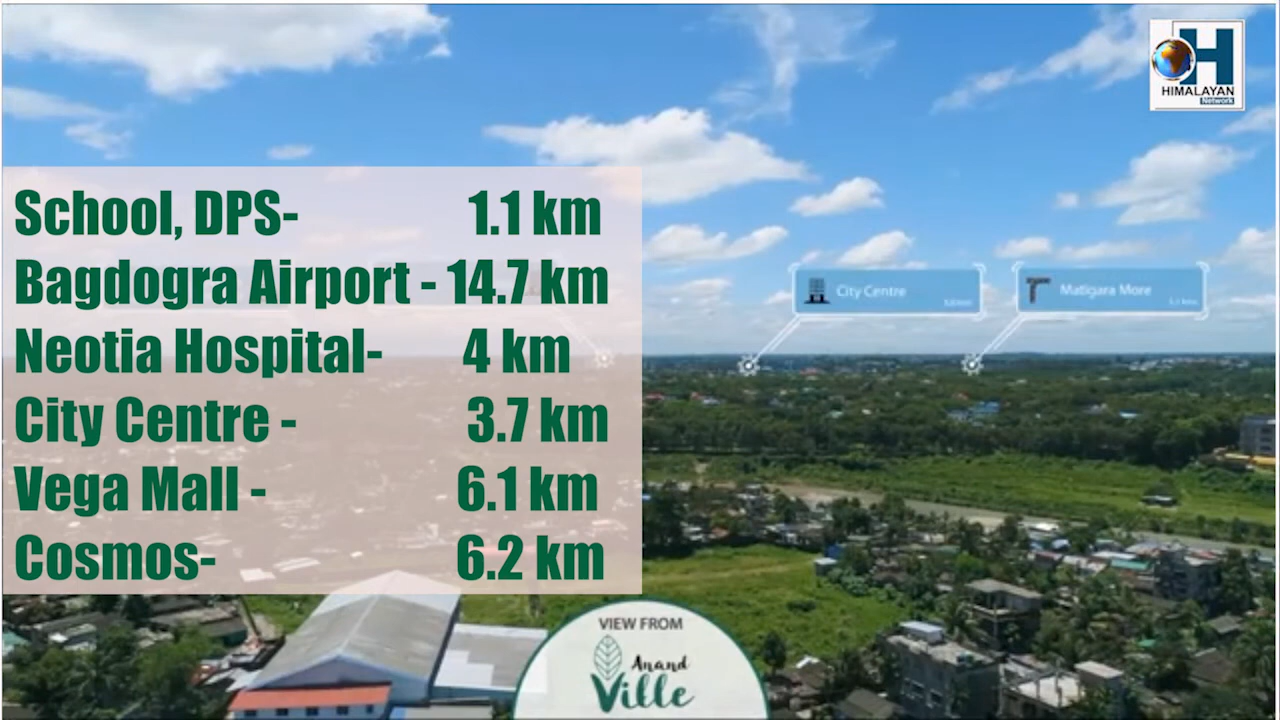 HIMALAYAN
Network
School, DPS- 1.1 km
Bagdogra Airport - 14.7 km
Neotia Hospital- 4 km
City Centre - 3.7 km
Vega Mall - 6.1 km
Cosmos- 6.2 km
City Centre
Matigara More
VIEW FROM
Anand
Ville